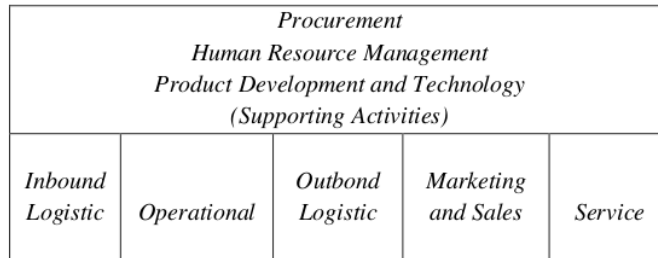 Procurement
Human Resource Management
Product Development and Technology
(Supporting Activities)
Inbound
Logistic
Operational
Outbond
Logistic
Marketing
and Sales
Service